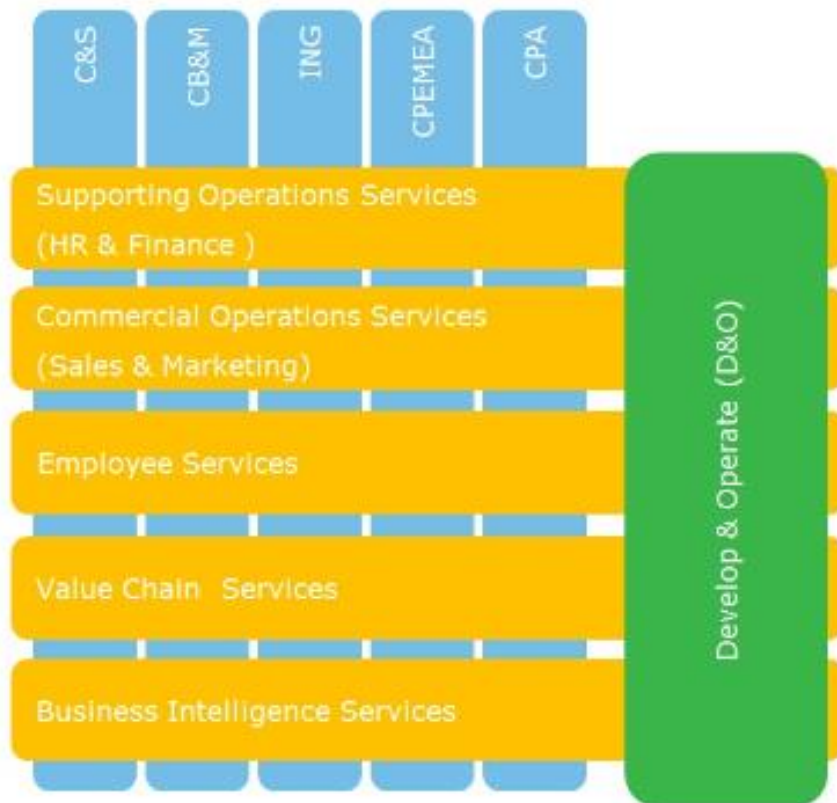 C&S
CB&M
ING
CPEMEA
CPA
Supporting Operations Services
(HR & Finance )
Commercial Operations Services
(Sales & Marketing)
Employee Services
Value Chain  Services
Business Intelligence Services
Develop & Operate (D&O)